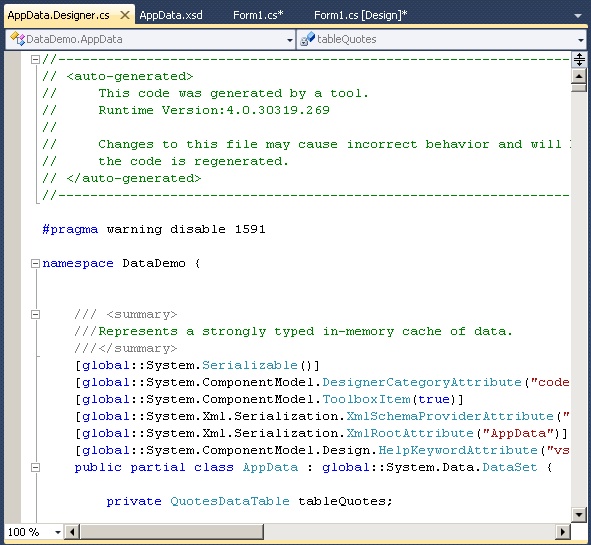 AppData.Designer.cs AppData.xsd Form1.cs* Form1.cs [Design]*
DataDemo.AppData tableQuotes
//------------------------------------------------------------------
// <auto-generated>
//     This code was generated by a tool.
//     Runtime Version:4.0.30319.269
//
//     Changes to this file may cause incorrect behavior and will
//     the code is regenerated.
// </auto-generated>
//------------------------------------------------------------------
#pragma warning disable 1591
namespace DataDemo {
    /// <summary>
    ///Represents a strongly typed in-memory cache of data.
    ///</summary>
    [global::System.Serializable()]
    [global::System.ComponentModel.DesignerCategoryAttribute("code
    [global::System.ComponentModel.ToolboxItem(true)]
    [global::System.Xml.Serialization.XmlSchemaProviderAttribute("
    [global::System.Xml.Serialization.XmlRootAttribute("AppData")]
    [global::System.ComponentModel.Design.HelpKeywordAttribute("vs
    public partial class AppData : global::System.Data.DataSet {
        private QuotesDataTable tableQuotes;
100 %